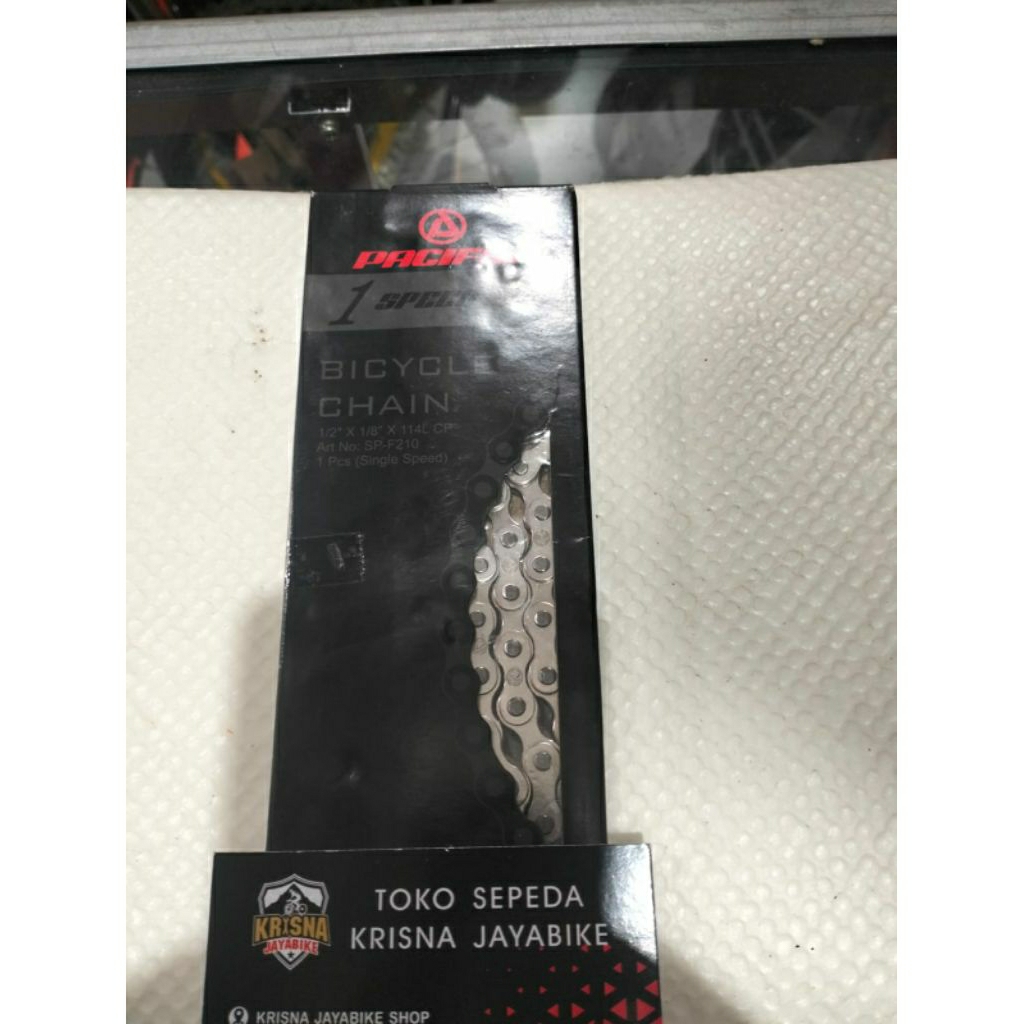 1 SPEED
BICYCLE
CHAIN
1/2" X 1/8" X 114L CP
Art No: SP-F210
1 Pcs (Single Speed)
KRISNA
JAYABIKE
TOKO SEPEDA
KRISNA JAYABIKE
KRISNA JAYABIKE SHOP